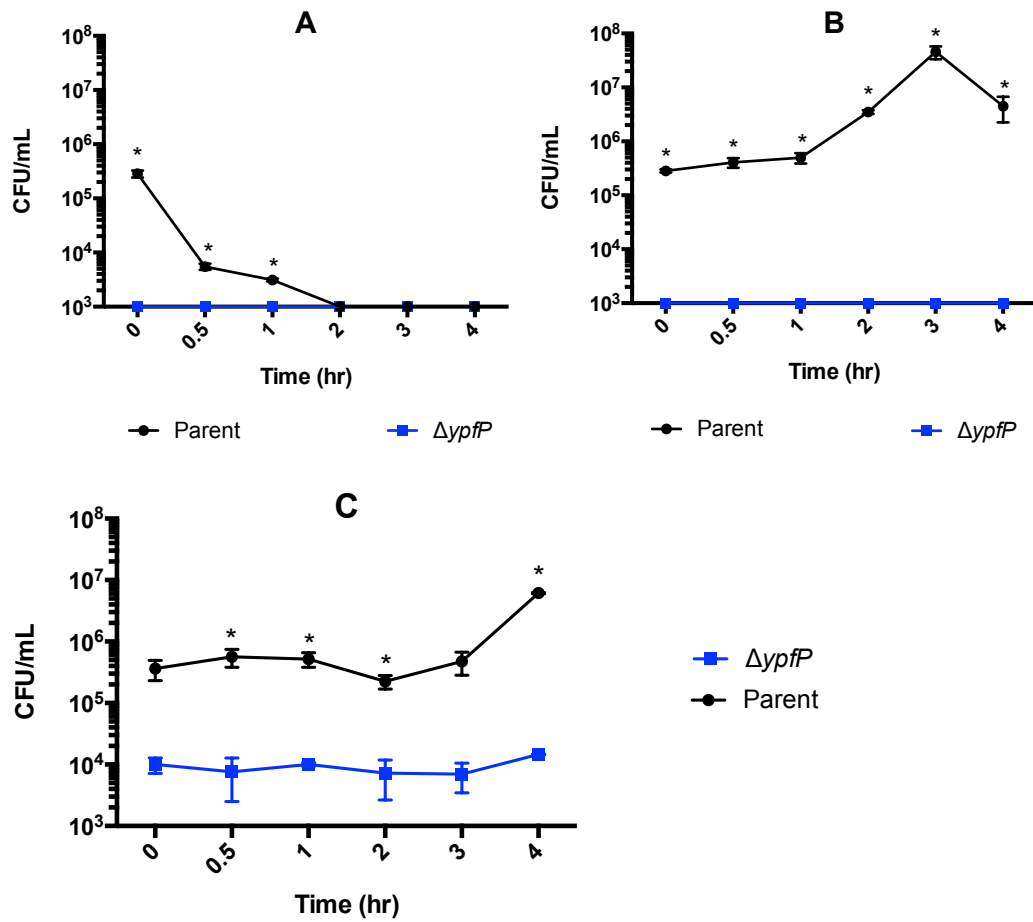 A
10⁸
10⁷
10⁶
10⁵
10⁴
10³
CFU/mL
*
*
*
0 0.5 1 2 3 4
Time (hr)
Parent ΔypfP
B
10⁸
10⁷
10⁶
10⁵
10⁴
10³
CFU/mL
*
*
*
*
*
*
0 0.5 1 2 3 4
Time (hr)
Parent ΔypfP
C
10⁸
10⁷
10⁶
10⁵
10⁴
10³
CFU/mL
*
*
*
*
0 0.5 1 2 3 4
Time (hr)
ΔypfP
Parent